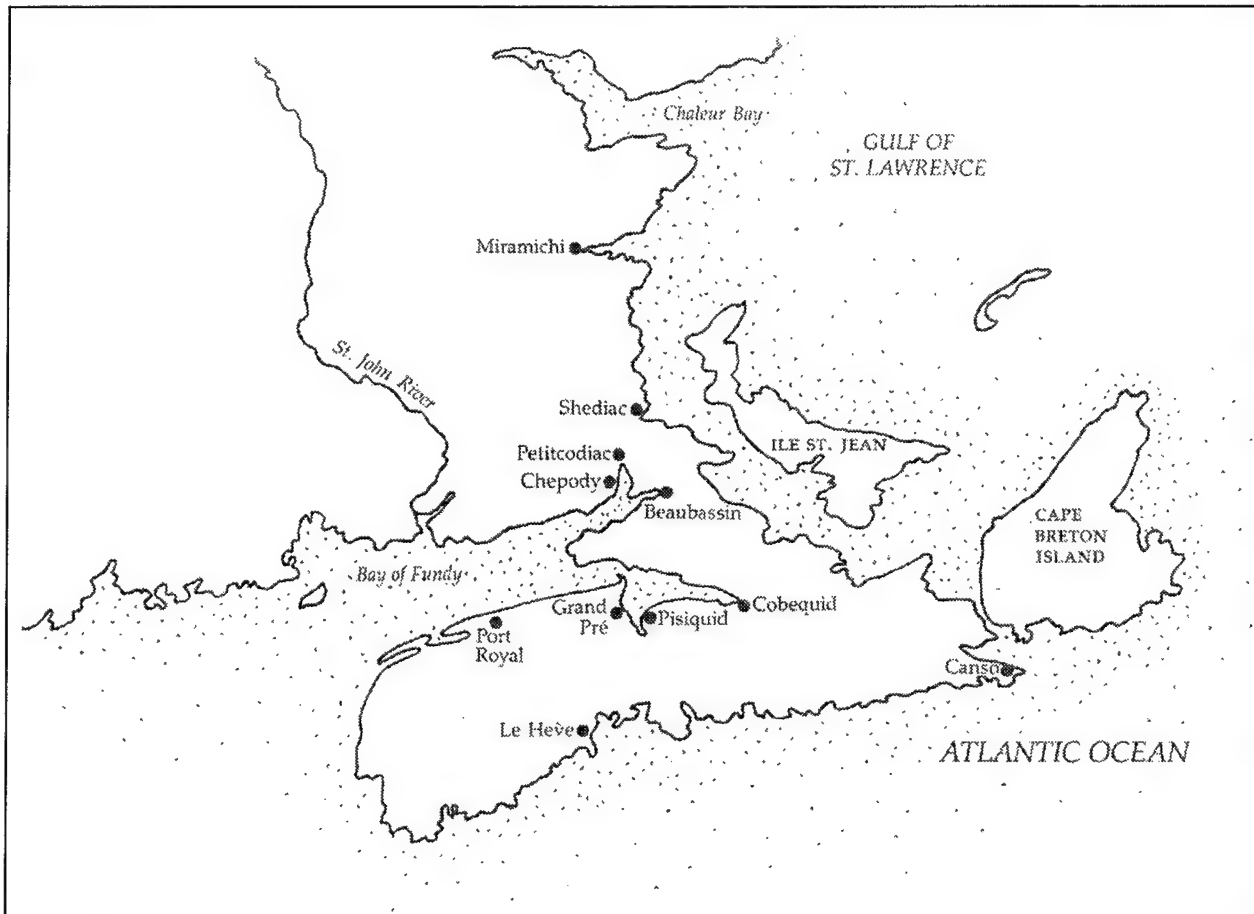 Chaleur Bay
GULF OF
ST. LAWRENCE
Miramichi
St. John River
Shediac
ILE ST. JEAN
Petitcodiac
Chepody
Beaubassin
CAPE
BRETON
ISLAND
Bay of Fundy
Grand
Pré
Pisiquid
Cobequid
Port
Royal
Canso
Le Hève
ATLANTIC OCEAN